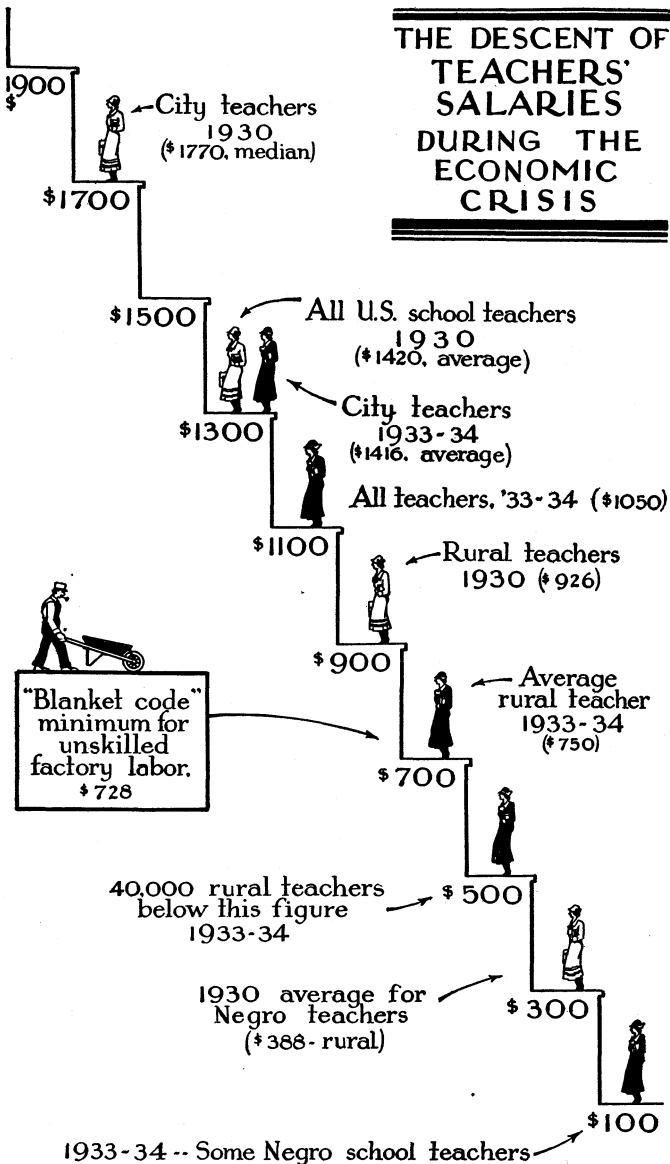 THE DESCENT OF
TEACHERS'
SALARIES
DURING THE
ECONOMIC
CRISIS
1900
$
City teachers
1930
($1770, median)
$1700
$1500
All U.S. school teachers
1930
($1420, average)
City teachers
1933-34
($1416, average)
$1300
All teachers, '33-34 ($1050)
$1100
Rural teachers
1930 ($926)
$900
"Blanket code"
minimum for
unskilled
factory labor,
$728
Average
rural teacher
1933-34
($750)
$700
40,000 rural teachers
below this figure
1933-34
$500
1930 average for
Negro teachers
($388-rural)
$300
$100
1933-34 -- Some Negro school teachers